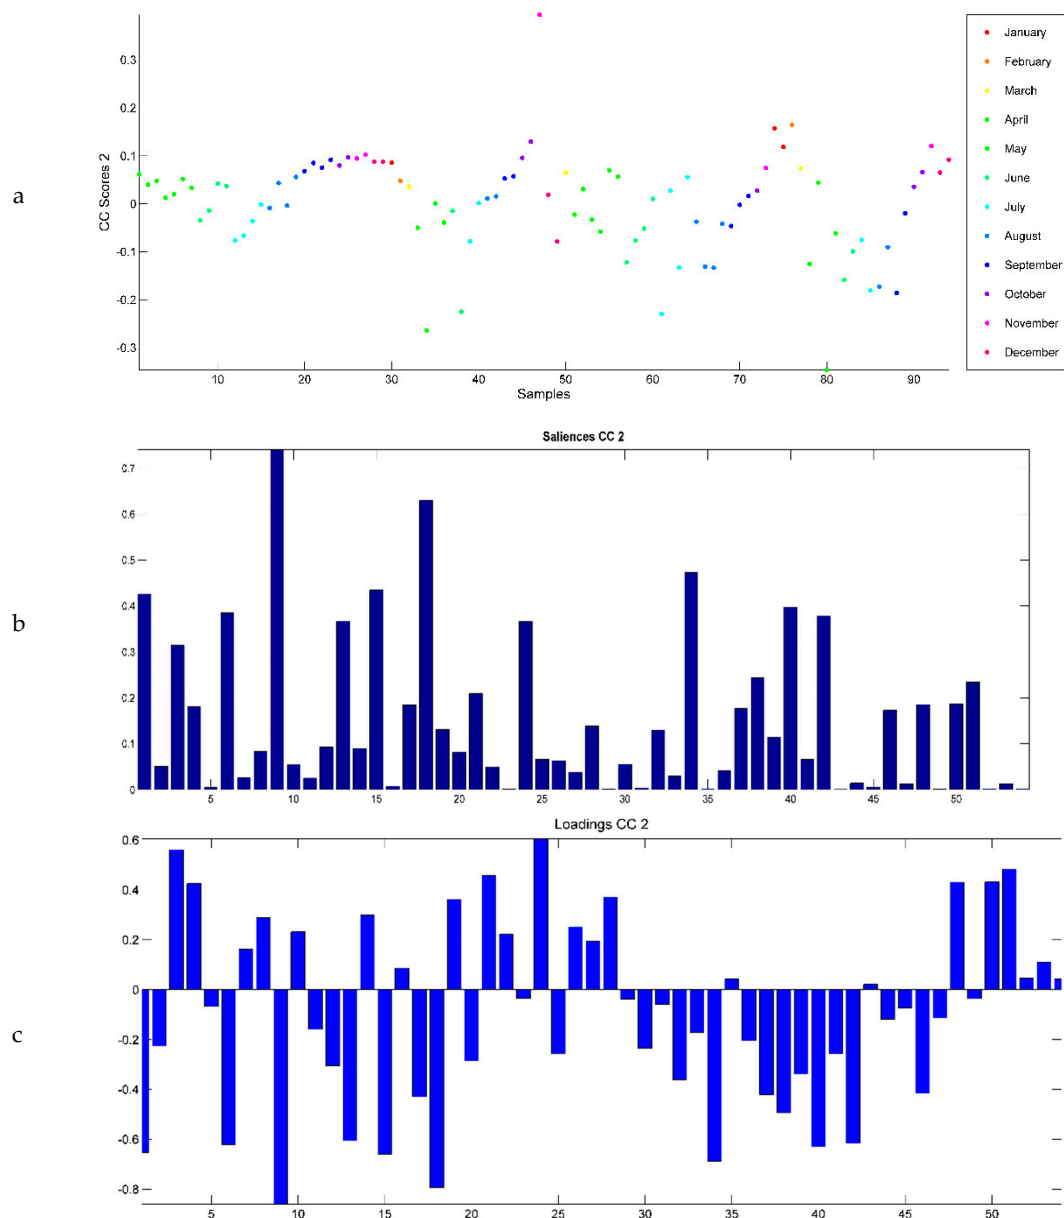 a
CC Scores 2
0.3
0.2
0.1
0
-0.1
-0.2
-0.3
10 20 30 40 50 60 70 80 90
Samples
January
February
March
April
May
June
July
August
September
October
November
December
b
Saliences CC 2
0.7
0.6
0.5
0.4
0.3
0.2
0.1
0
5 10 15 20 25 30 35 40 45 50
c
Loadings CC 2
0.6
0.4
0.2
0
-0.2
-0.4
-0.6
-0.8
5 10 15 20 25 30 35 40 45 50